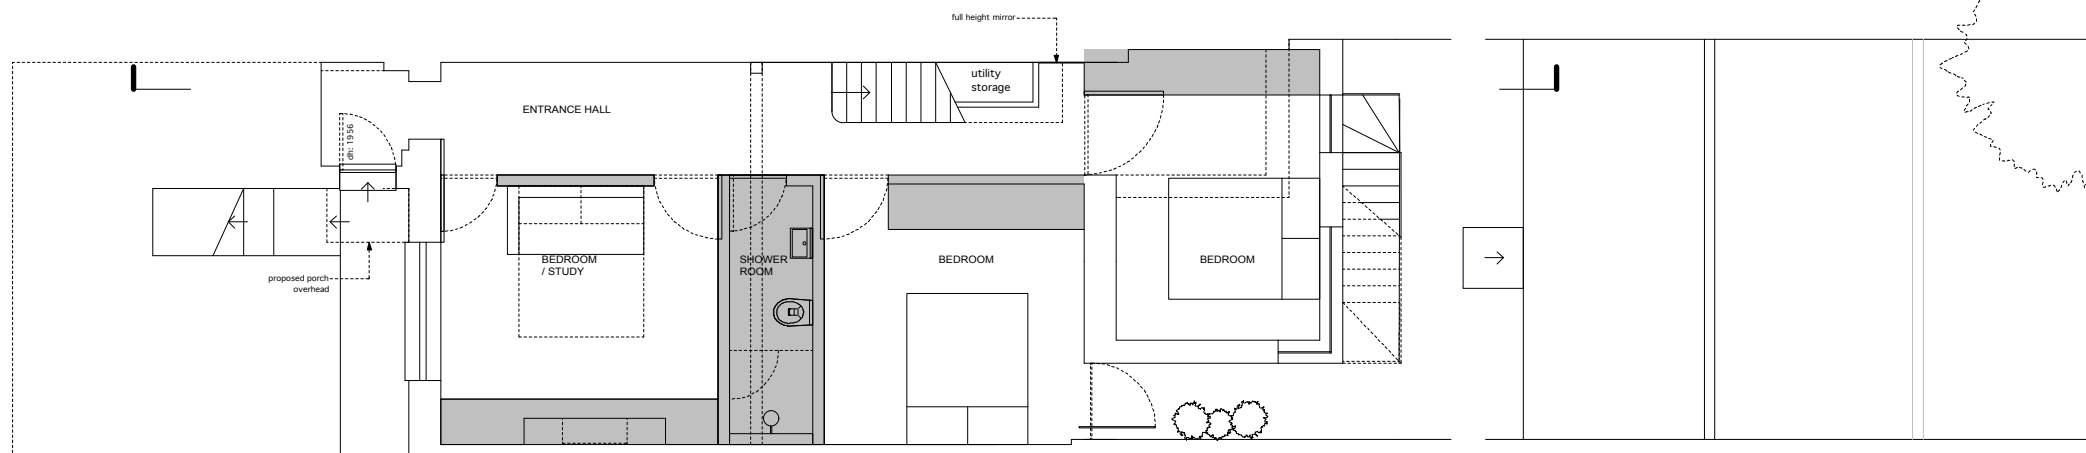 full height mirror
utility
storage
ENTRANCE HALL
dh: 1956
BEDROOM
/ STUDY
SHOWER
ROOM
BEDROOM
BEDROOM
proposed porch
overhead